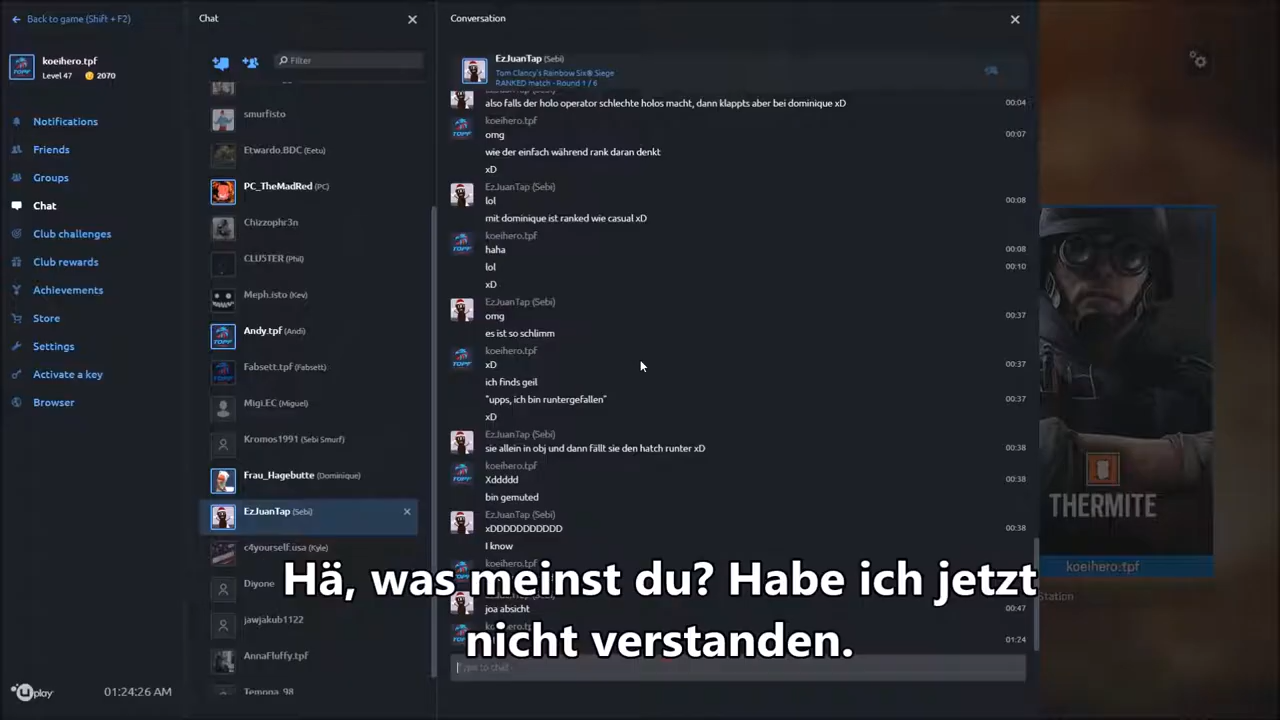 Back to game (Shift + F2)
koeihero.tpf
Level 47 2070
Notifications
Friends
Groups
Chat
Club challenges
Club rewards
Achievements
Store
Settings
Activate a key
Browser
uplay
01:24:26 AM
Chat
Filter
smurfisto
Etwardo.BDC (Eetu)
PC_TheMadRed (PC)
Chizzophr3n
CLU5TER (Phil)
Meph.isto (Kev)
Andy.tpf (Andi)
Fabsett.tpf (Fabsett)
MigiEC (Miguel)
Kromos1991 (Sebi Smurf)
Frau_Hagebutte (Dominique)
EzJuanTap (Sebi)
c4yourself.usa (Kyle)
Diyone
jawjakub1122
AnnaFluffy.tpf
Temona_98
Conversation
EzJuanTap (Sebi)
Tom Clancy's Rainbow Six® Siege
RANKED match - Round 1 / 6
also falls der holo operator schlechte holos macht, dann klappts aber bei dominique xD 00:04
koeihero.tpf
omg 00:07
wie der einfach während rank daran denkt
xD
EzJuanTap (Sebi)
lol 00:08
mit dominique ist ranked wie casual xD
koeihero.tpf
haha 00:08
lol 00:10
xD
EzJuanTap (Sebi)
omg 00:37
es ist so schlimm
koeihero.tpf
xD 00:37
ich finds geil
"upps, ich bin runtergefallen" 00:37
xD
EzJuanTap (Sebi)
sie allein in obj und dann fällt sie den hatch runter xD 00:38
koeihero.tpf
Xddddd 00:38
bin gemuted
EzJuanTap (Sebi)
xDDDDDDDDDDD 00:38
I know
joa absicht 00:47
01:24
Type to chat
Hä, was meinst du? Habe ich jetzt
nicht verstanden.
THERMITE
koeihero.tpf
Station